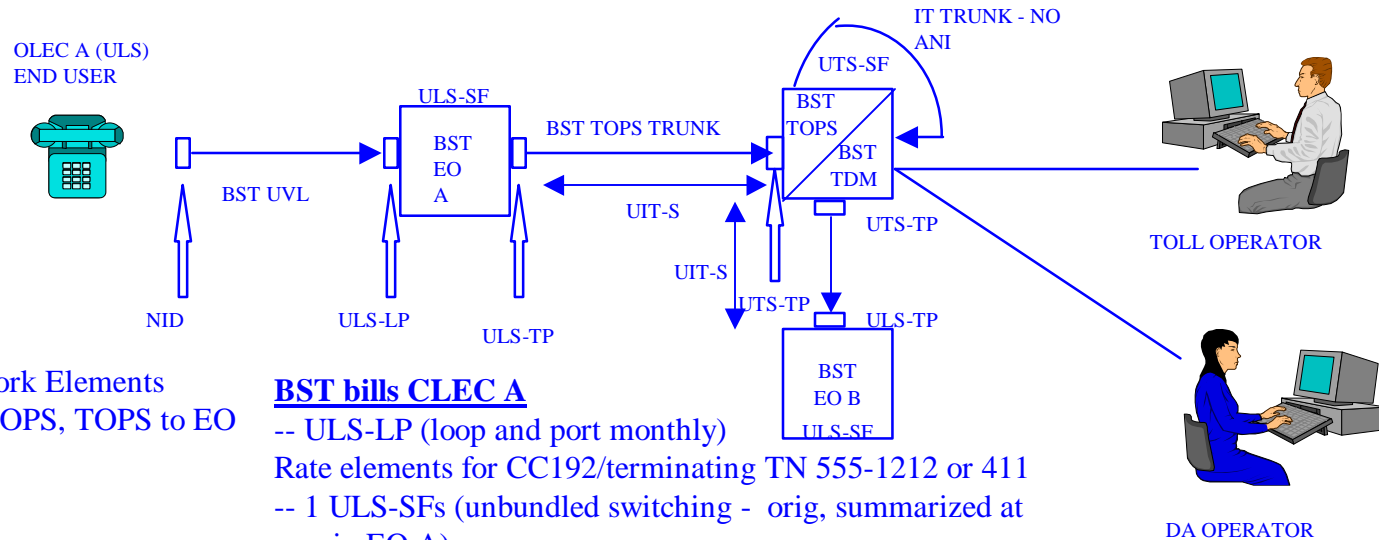 IT TRUNK - NO
ANI
OLEC A (ULS)
END USER
UTS-SF
ULS-SF
BST
TOPS
BST
EO
A
BST TOPS TRUNK
BST
TDM
BST UVL
UIT-S
UTS-TP
TOLL OPERATOR
UIT-S
UTS-TP
NID
ULS-LP
ULS-TP
ULS-TP
BST
EO B
ULS-SF
ork Elements
OPS, TOPS to EO
BST bills CLEC A
-- ULS-LP (loop and port monthly)
Rate elements for CC192/terminating TN 555-1212 or 411
-- 1 ULS-SFs (unbundled switching - orig, summarized at
DA OPERATOR